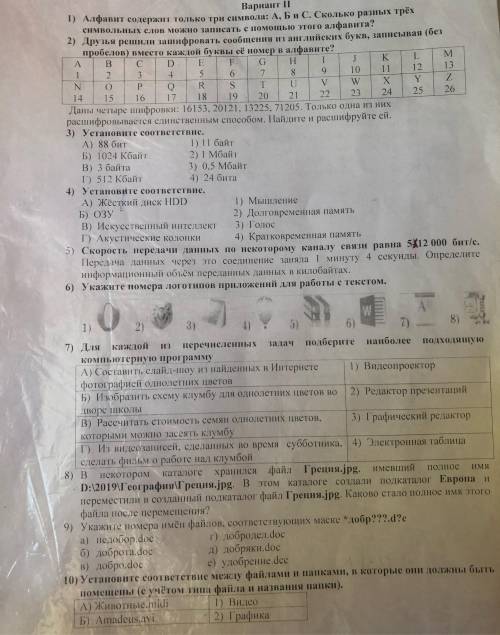 Вариант II
1) Алфавит содержит только три символа: А, Б и С. Сколько разных трёх
символьных слов можно записать с помощью этого алфавита?
2) Друзья решили зашифровать сообщения из английских букв, записывая (без
пробелов) вместо каждой буквы её номер в алфавите?
A B C D E F G H I J K L M
1 2 3 4 5 6 7 8 9 10 11 12 13
N O P Q R S T U V W X Y Z
14 15 16 17 18 19 20 21 22 23 24 25 26
Даны четыре шифровки: 16153, 20121, 13225, 71205. Только одна из них
расшифровывается единственным способом. Найдите и расшифруйте её.
3) Установите соответствие.
А) 88 бит 1) 11 байт
Б) 1024 Кбайт 2) 1 Мбайт
В) 3 байта 3) 0,5 Мбайт
Г) 512 Кбайт 4) 24 бита
4) Установите соответствие.
А) Жёсткий диск HDD 1) Мышление
Б) ОЗУ 2) Долговременная память
В) Искусственный интеллект 3) Голос
Г) Акустические колонки 4) Кратковременная память
5) Скорость передачи данных по некоторому каналу связи равна 512 000 бит/с.
Передача данных через это соединение заняла 1 минуту 4 секунды. Определите
информационный объём переданных данных в килобайтах.
6) Укажите номера логотипов приложений для работы с текстом.
1) 2) 3) 4) 5) 6) W 7) A 8)
7) Для каждой из перечисленных задач подберите наиболее подходящую
компьютерную программу
А) Составить слайд-шоу из найденных в Интернете 1) Видеопроектор
фотографией однолетних цветов
Б) Изобразить схему клумбу для однолетних цветов во 2) Редактор презентаций
дворе школы
В) Рассчитать стоимость семян однолетних цветов, 3) Графический редактор
которыми можно засеять клумбу
Г) Из видеозаписей, сделанных во время субботника, 4) Электронная таблица
сделать фильм о работе над клумбой
8) В некотором каталоге хранился файл Греция.jpg, имевший полное имя
D:\2019\География\Греция.jpg. В этом каталоге создали подкаталог Европа и
переместили в созданный подкаталог файл Греция.jpg. Каково стало полное имя этого
файла после перемещения?
9) Укажите номера имён файлов, соответствующих маске *добр???.d?c
а) недобор.doc г) добродел.doc
б) доброта.doc д) добряки.doc
в) добро.doc е) удобрение.dcc
10) Установите соответствие между файлами и папками, в которые они должны быть
помещены (с учётом типа файла и названия папки).
А) Животные.midi 1) Видео
Б) Amadeus.avi 2) Графика